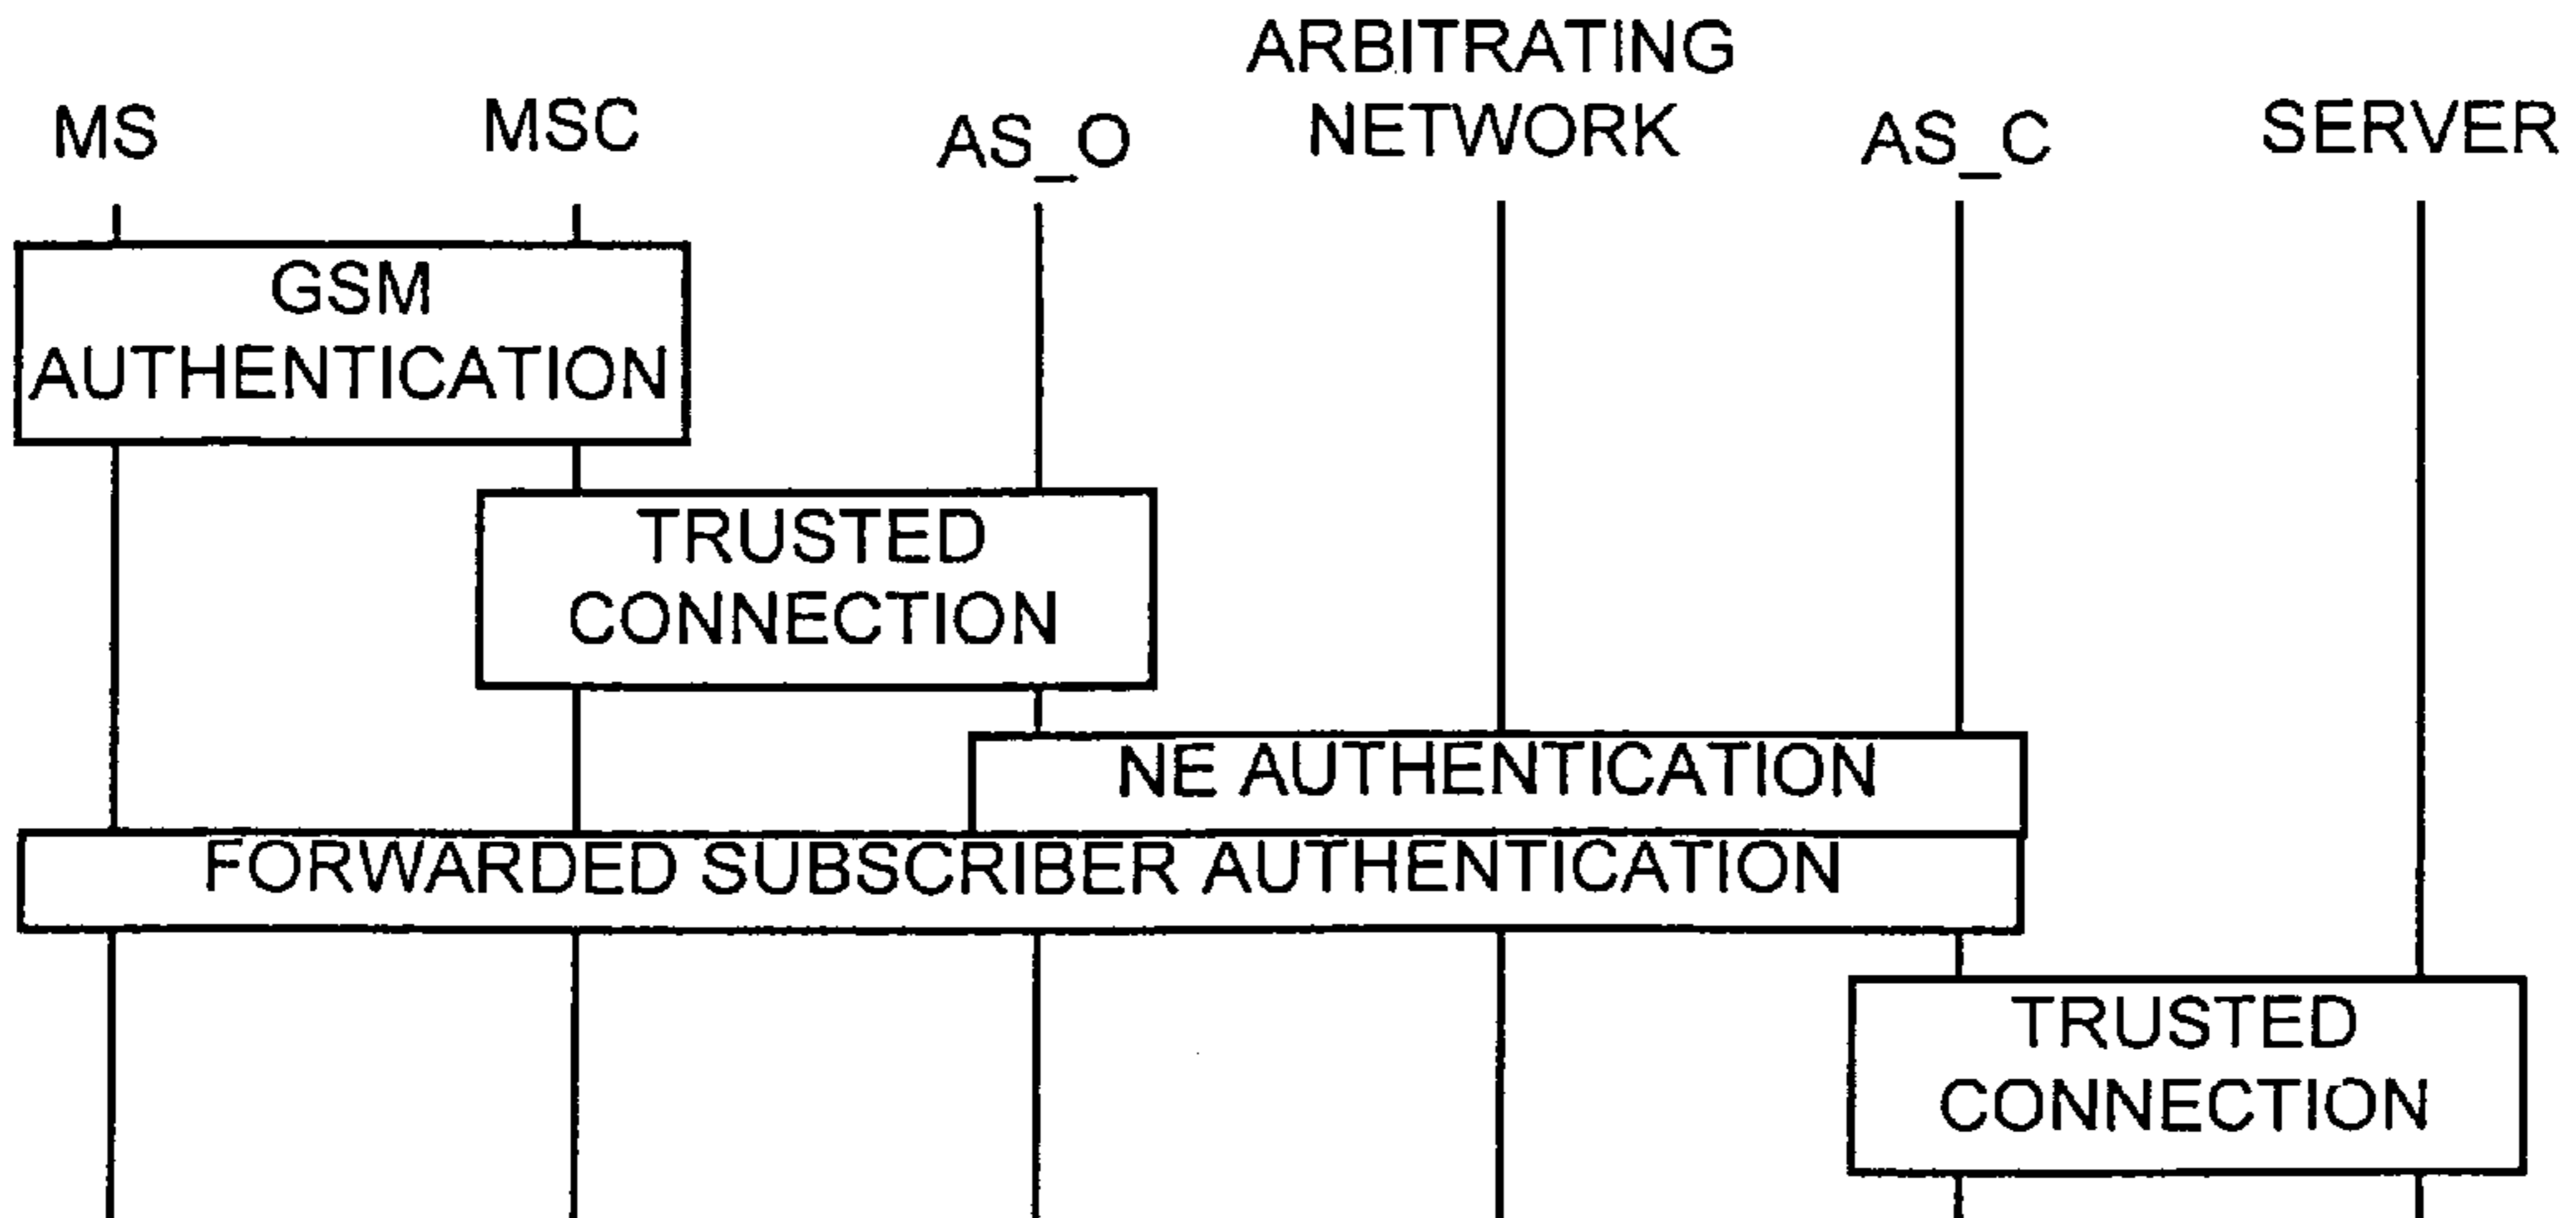 MS
MSC
AS_O
ARBITRATING
NETWORK
AS_C
SERVER
GSM
AUTHENTICATION
TRUSTED
CONNECTION
NE AUTHENTICATION
FORWARDED SUBSCRIBER AUTHENTICATION
TRUSTED
CONNECTION